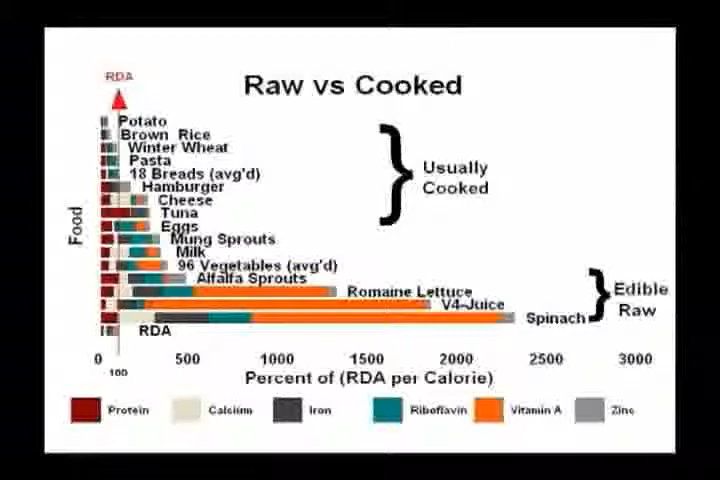 RDA
Raw vs Cooked
Potato
Brown Rice
Winter Wheat
Pasta
18 Breads (avg'd)
Hamburger
Cheese
Tuna
Eggs
Mung Sprouts
Milk
96 Vegetables (avg'd)
Alfalfa Sprouts
Romaine Lettuce
V4-Juice
Spinach
RDA
Usually
Cooked
Edible
Raw
Food
0 500 1000 1500 2000 2500 3000
100
Percent of (RDA per Calorie)
Protein Calcium Iron Riboflavin Vitamin A Zinc